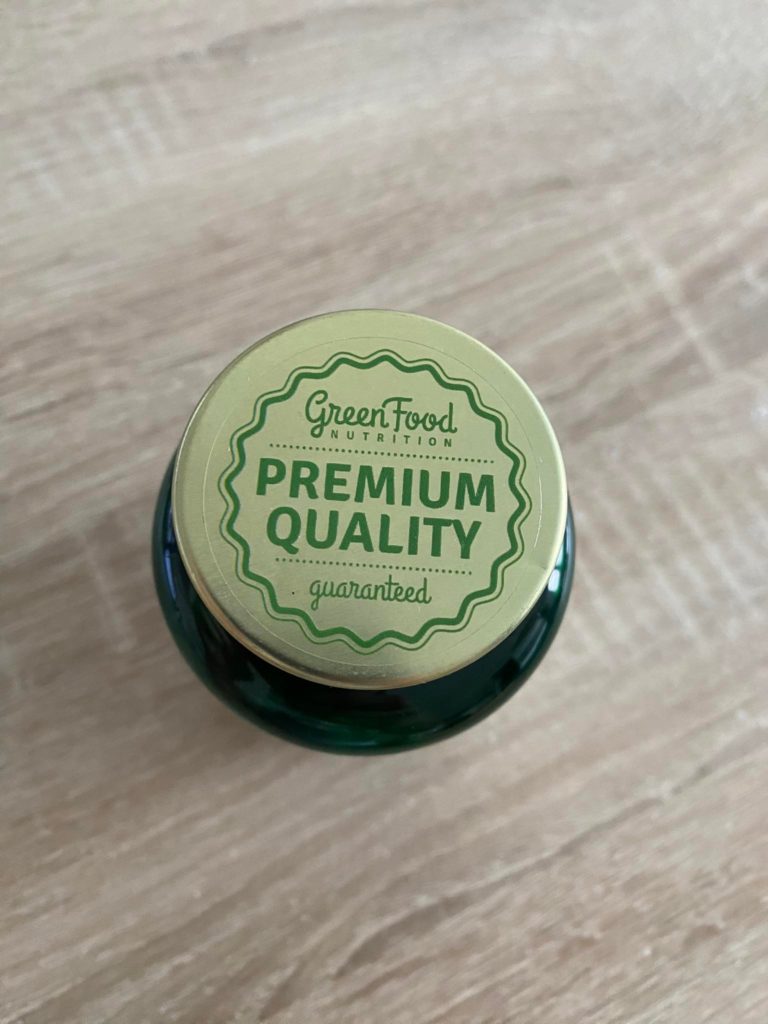 GreenFood
NUTRITION
PREMIUM
QUALITY
guaranteed